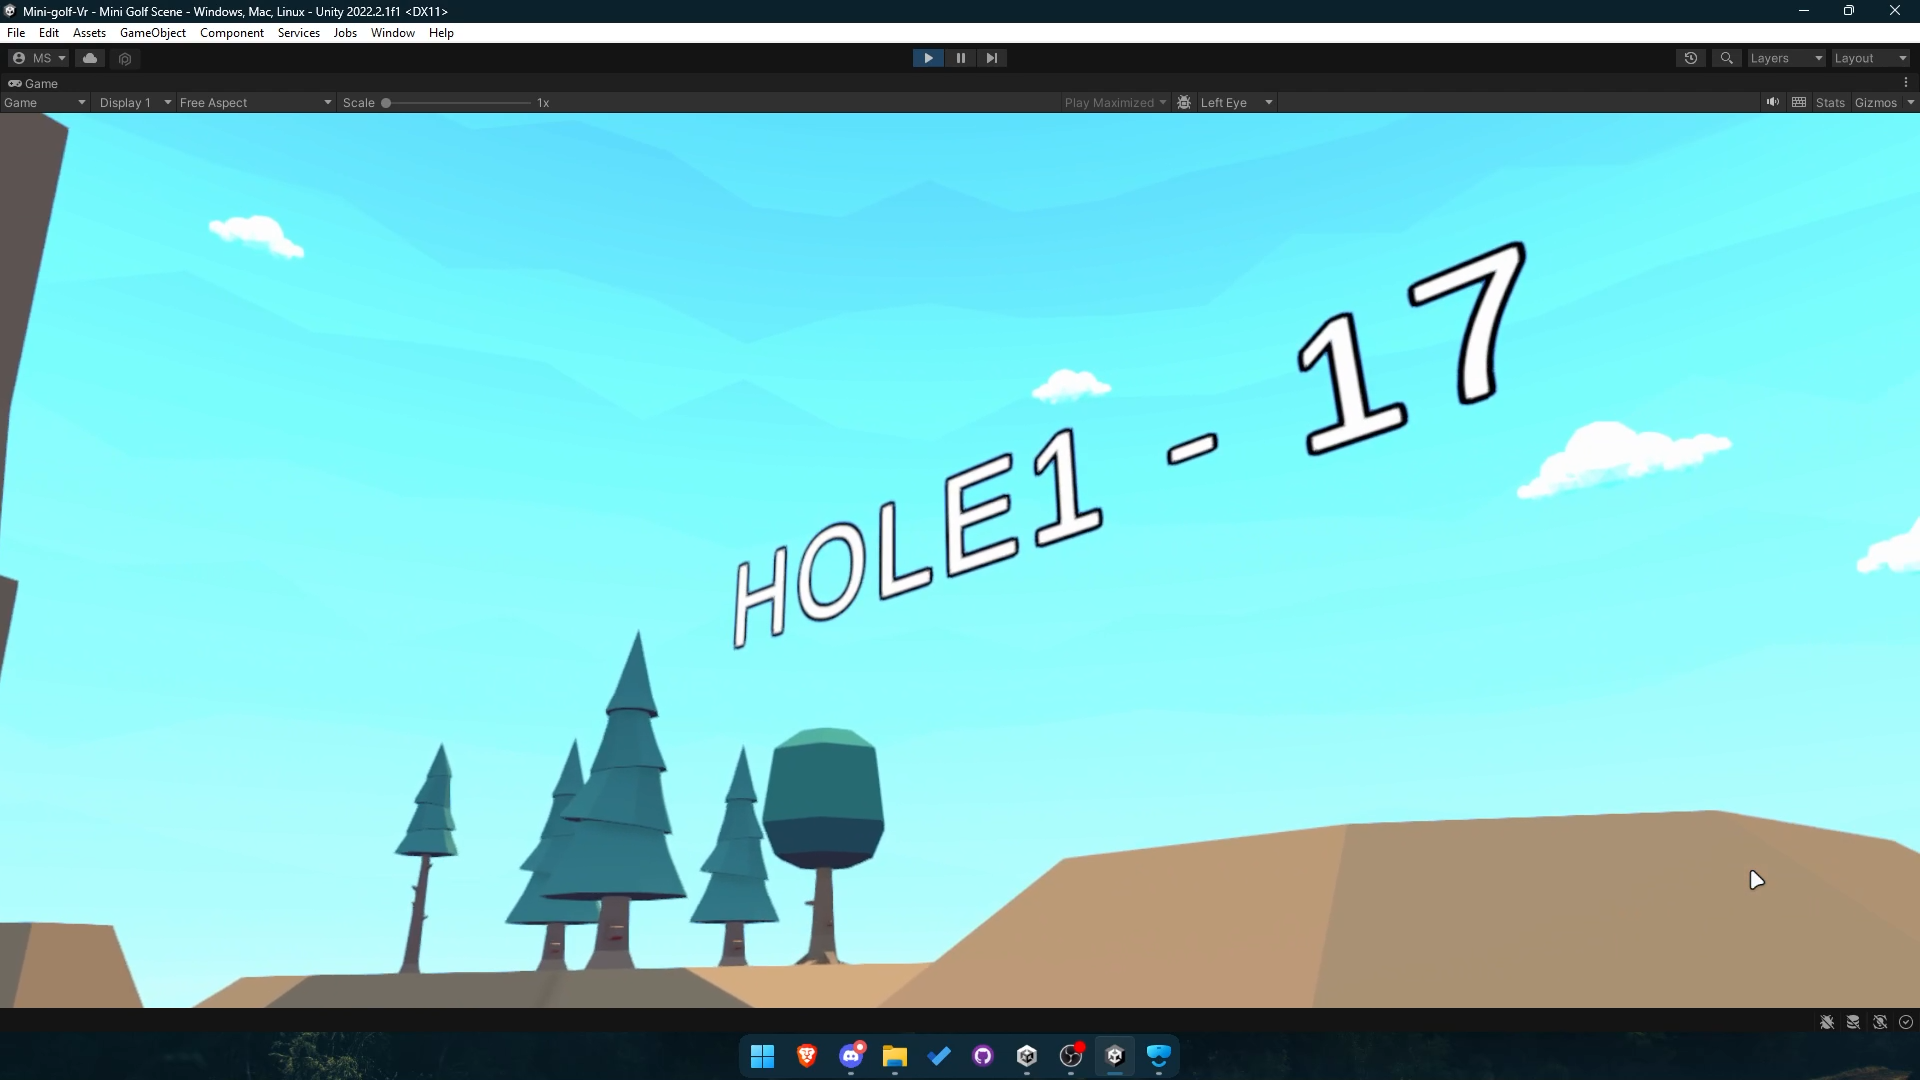 Mini-golf-Vr - Mini Golf Scene - Windows, Mac, Linux - Unity 2022.2.1f1 <DX11>
File Edit Assets GameObject Component Services Jobs Window Help
MS Layers Layout
Game
Game Display 1 Free Aspect Scale 1x Play Maximized Left Eye Stats Gizmos
HOLE1 - 17